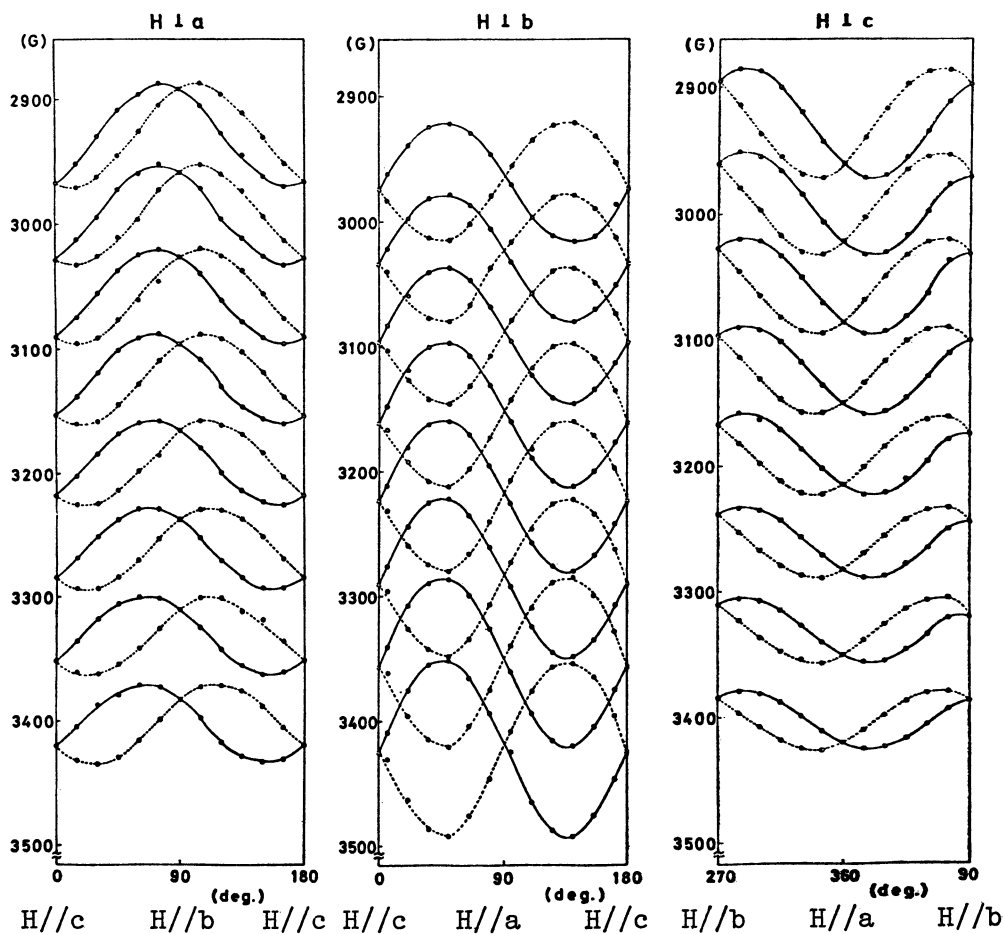 H ⊥ a
(G)
2900
3000
3100
3200
3300
3400
3500
0 90 180
(deg.)
H//c H//b H//c
H ⊥ b
(G)
2900
3000
3100
3200
3300
3400
3500
0 90 180
(deg.)
H//c H//a H//c
H ⊥ c
(G)
2900
3000
3100
3200
3300
3400
3500
270 360 90
(deg.)
H//b H//a H//b